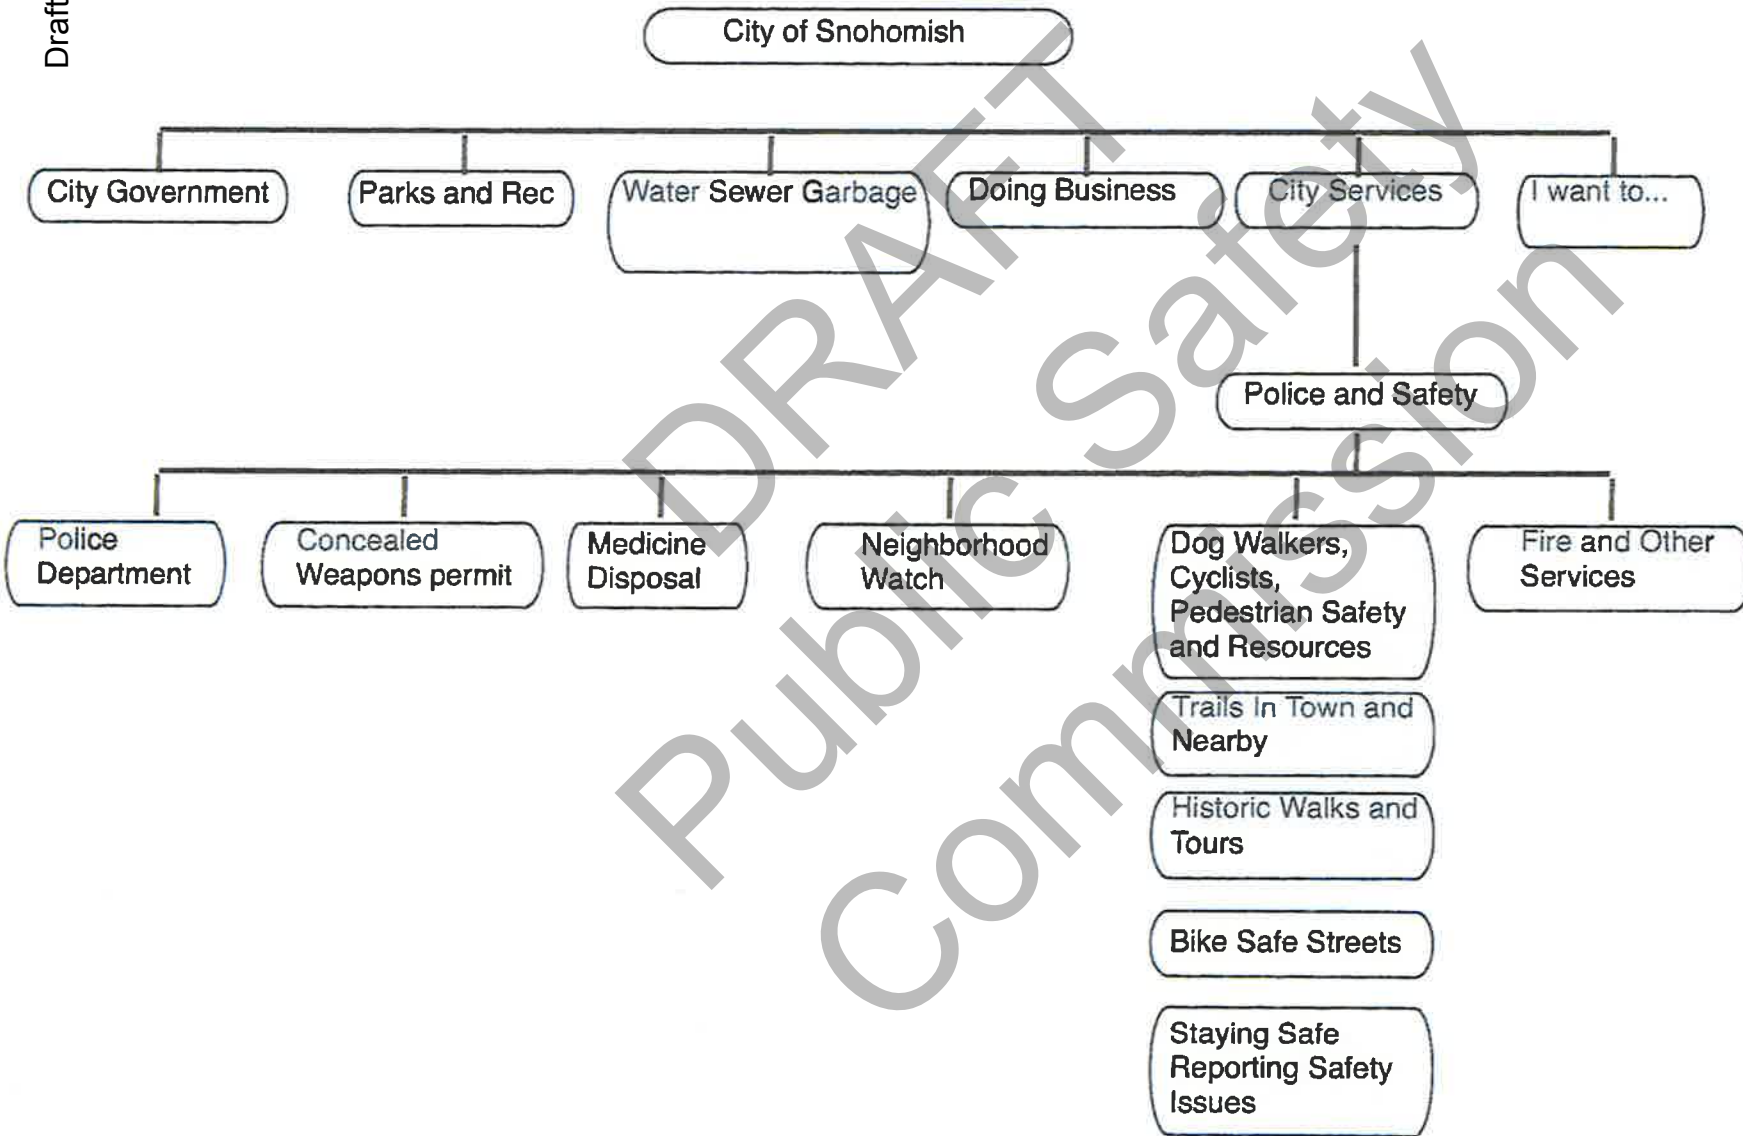 Draft
City of Snohomish
City Government
Parks and Rec
Water Sewer Garbage
Doing Business
City Services
I want to...
Police and Safety
Police
Department
Concealed
Weapons permit
Medicine
Disposal
Neighborhood
Watch
Dog Walkers,
Cyclists,
Pedestrian Safety
and Resources
Fire and Other
Services
Trails In Town and
Nearby
Historic Walks and
Tours
Bike Safe Streets
Staying Safe
Reporting Safety
Issues
DRAFT
Public Safety
Commission